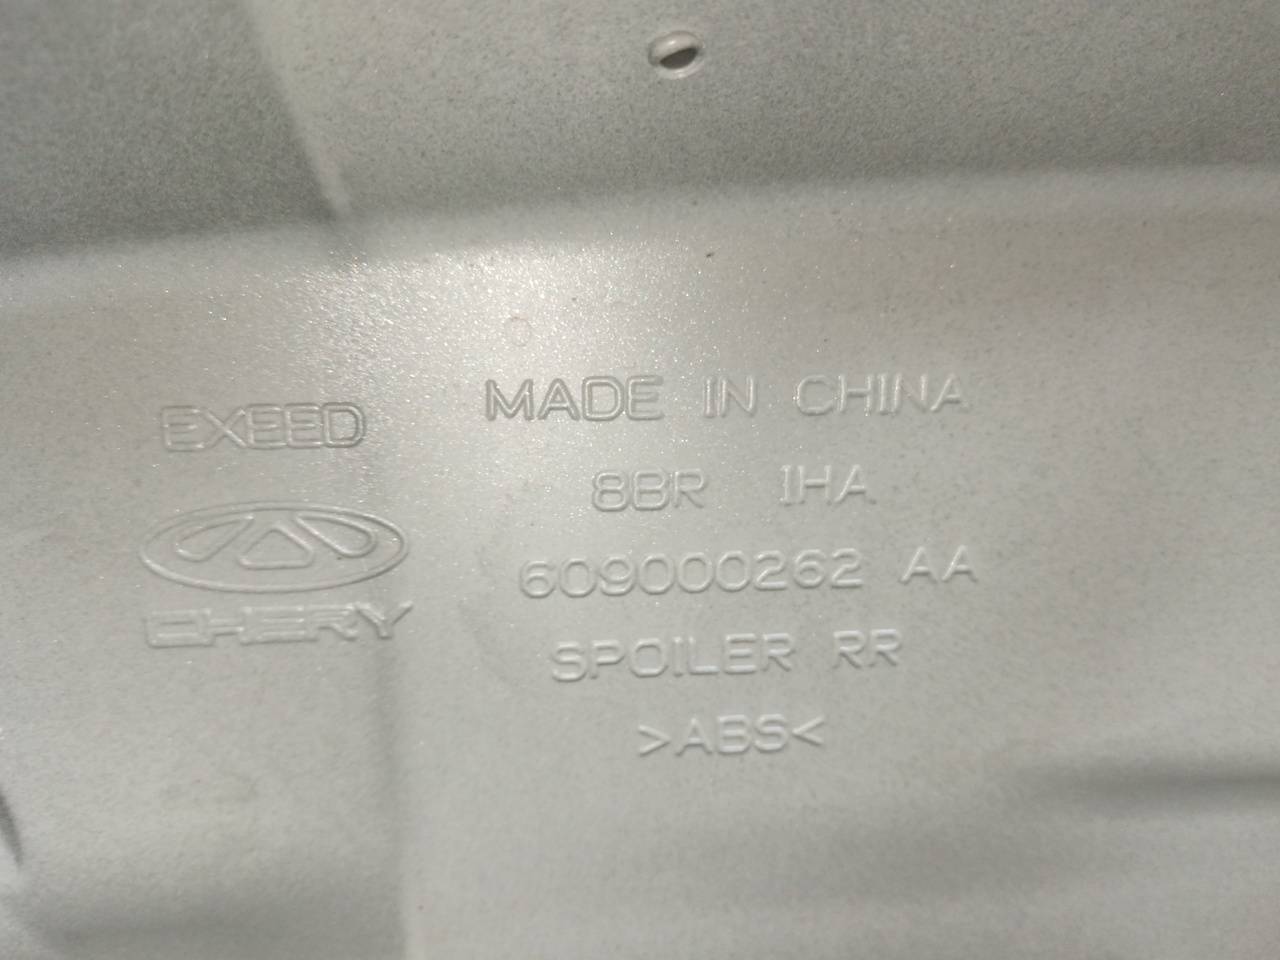 EXEED
CHERY
MADE IN CHINA
8BR IHA
609000262 AA
SPOILER RR
>ABS<